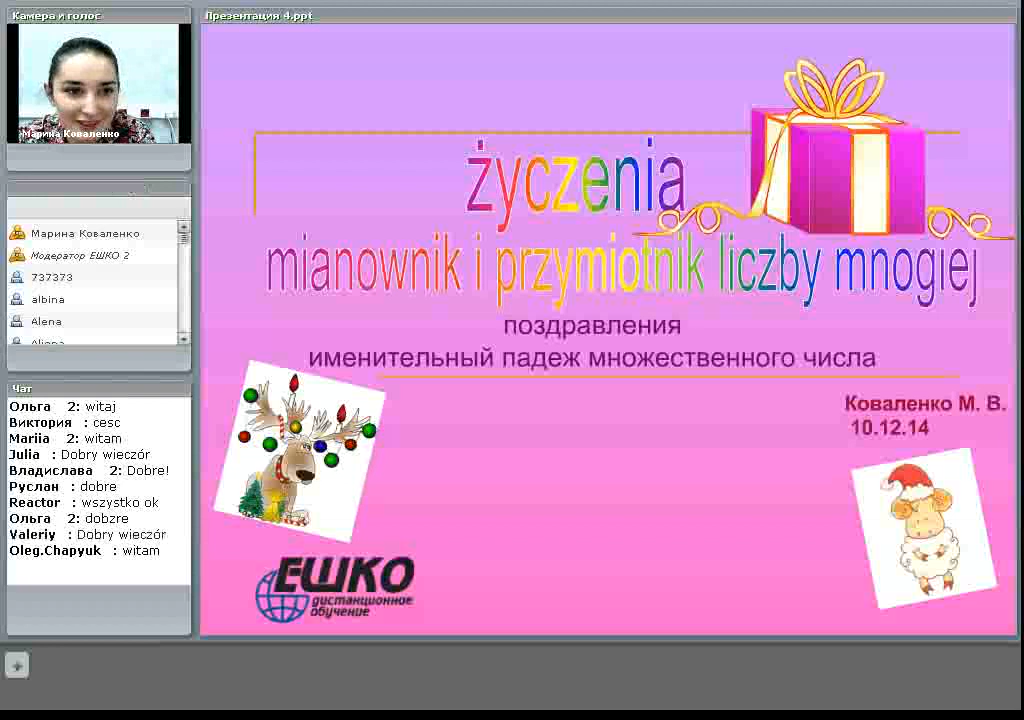 Камера и голос
Марина Коваленко
Марина Коваленко
Модератор ЕШКО 2
737373
albina
Alena
Чат
Ольга 2: witaj
Виктория : cesc
Mariia 2: witam
Julia : Dobry wieczór
Владислава 2: Dobre!
Руслан : dobre
Reactor : wszystko ok
Ольга 2: dobzre
Valeriy : Dobry wieczór
Oleg.Chapyuk : witam
Презентация 4.ppt
życzenia
mianownik i przymiotnik liczby mnogiej
поздравления
именительный падеж множественного числа
Коваленко М. В.
10.12.14
ЕШКО
дистанционное
обучение